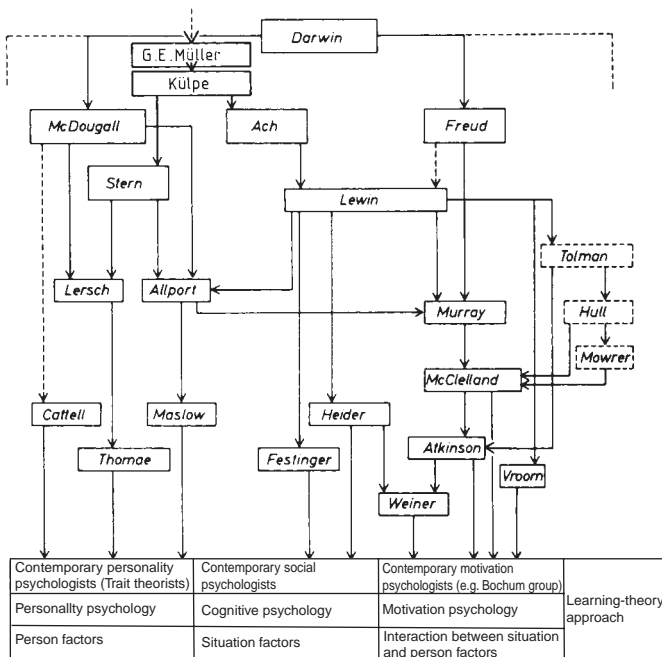 Darwin
G.E.Müller
Külpe
McDougall
Ach
Freud
Stern
Lewin
Tolman
Lersch
Allport
Murray
Hull
Mowrer
McClelland
Cattell
Maslow
Heider
Atkinson
Thomae
Festinger
Vroom
Weiner
Contemporary personality
psychologists (Trait theorists)
Contemporary social
psychologists
Contemporary motivation
psychologists (e.g. Bochum group)
Learning-theory
approach
Personality psychology
Cognitive psychology
Motivation psychology
Person factors
Situation factors
Interaction between situation
and person factors